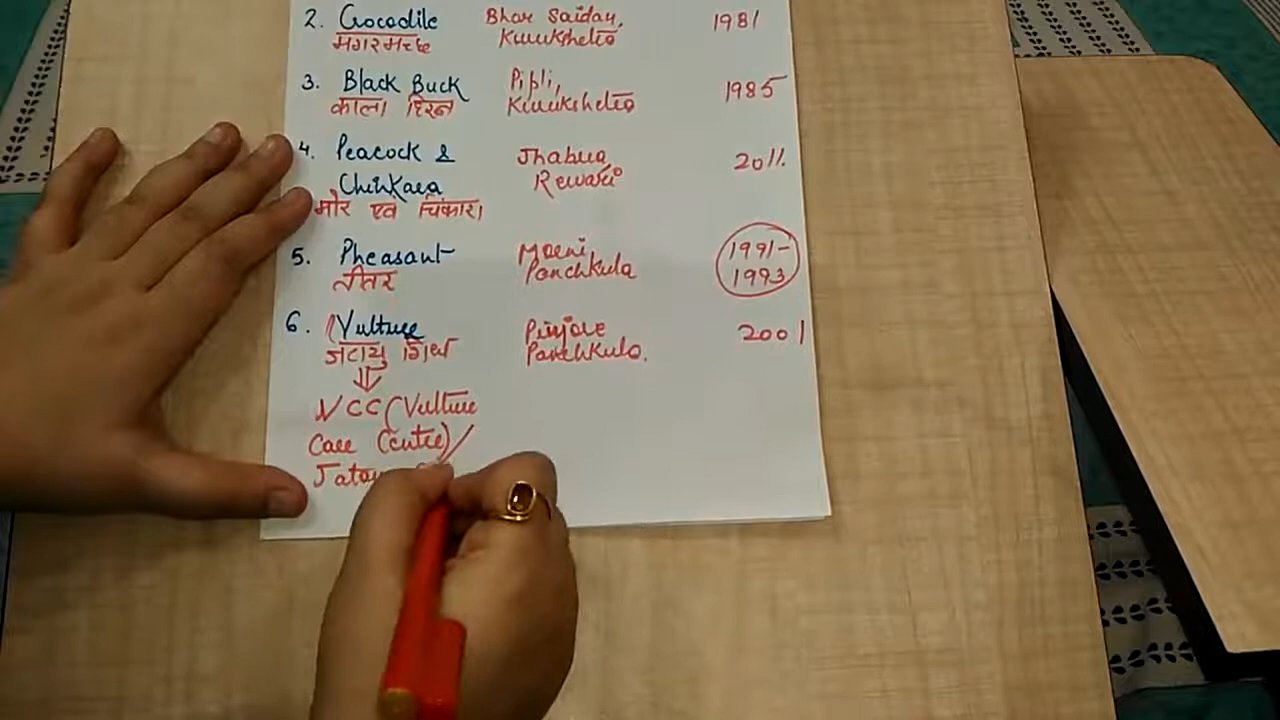 2. Crocodile Bhor Saidan, 1981
मगरमच्छ Kurukshetra
3. Black Buck Pipli, 1985
काला हिरन Kurukshetra
4. Peacock & Jhabua 2011.
Chinkara Rewari
मोर एवं चिंकारा
5. Pheasant Morni, 1991-
तीतर Panchkula 1993
6. Vulture Pinjore 2001
जटायु गिद्ध Panchkula.
VCC (Vulture
Care Centre) /